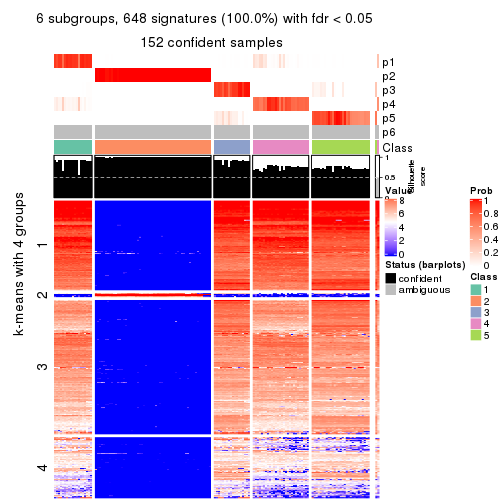 6 subgroups, 648 signatures (100.0%) with fdr < 0.05
152 confident samples
p1
p2
p3
p4
p5
p6
Class
1
0.5
0
Silhouette
score
k-means with 4 groups
1
2
3
4
Value
8
6
4
2
0
Status (barplots)
confident
ambiguous
Prob
1
0.8
0.6
0.4
0.2
0
Class
1
2
3
4
5